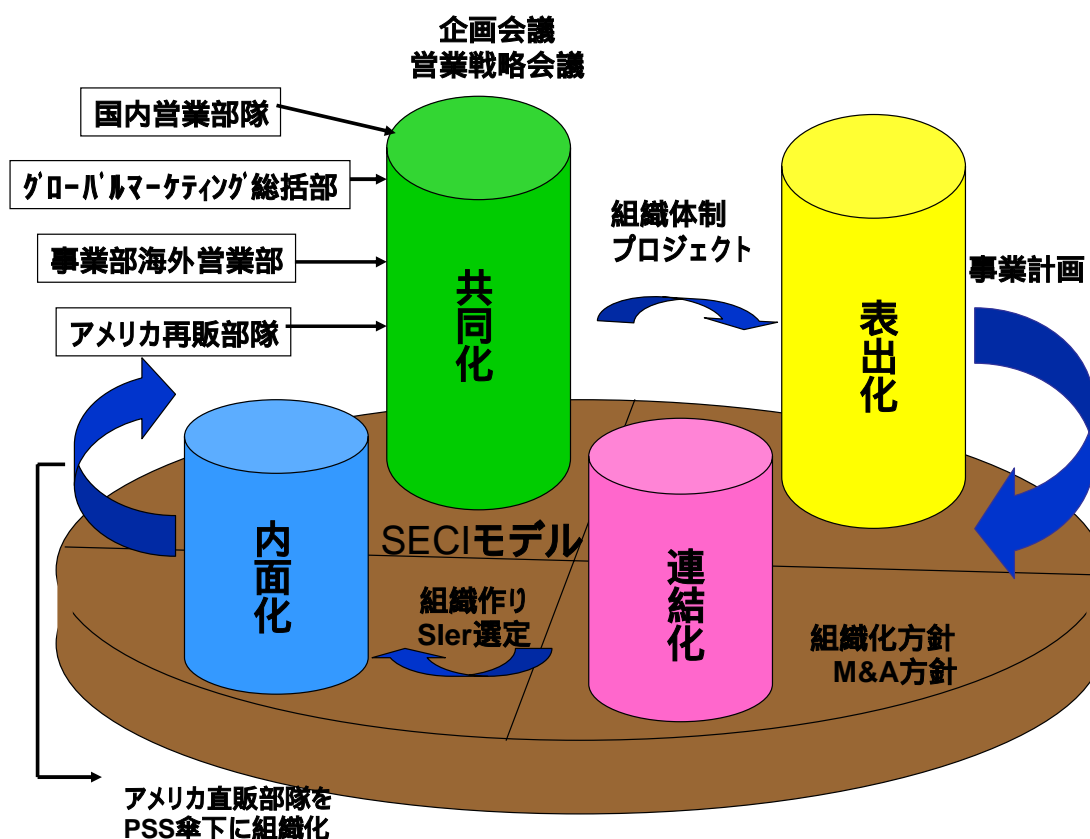 企画会議
営業戦略会議
国内営業部隊
ｸﾞﾛｰﾊﾞﾙマーケティング総括部
事業部海外営業部
アメリカ再販部隊
組織体制
プロジェクト
事業計画
共同化
表出化
内面化
連結化
SECIモデル
組織作り
SIer選定
組織化方針
M&A方針
アメリカ直販部隊を
PSS傘下に組織化